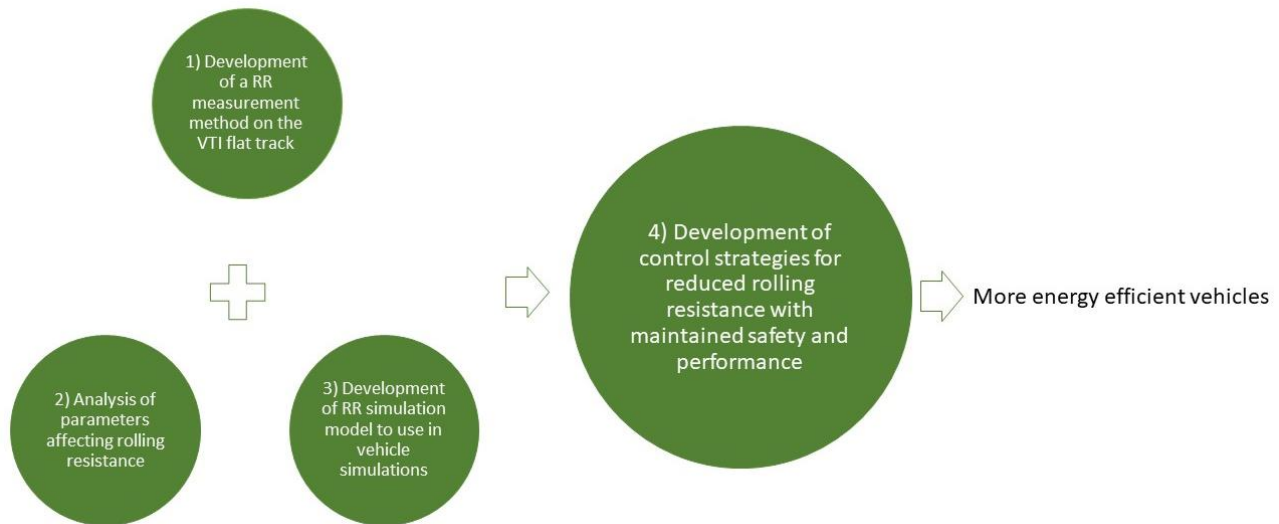 1) Development
of a RR
measurement
method on the
VTI flat track
2) Analysis of
parameters
affecting rolling
resistance
3) Development
of RR simulation
model to use in
vehicle
simulations
4) Development of
control strategies for
reduced rolling
resistance with
maintained safety and
performance
More energy efficient vehicles